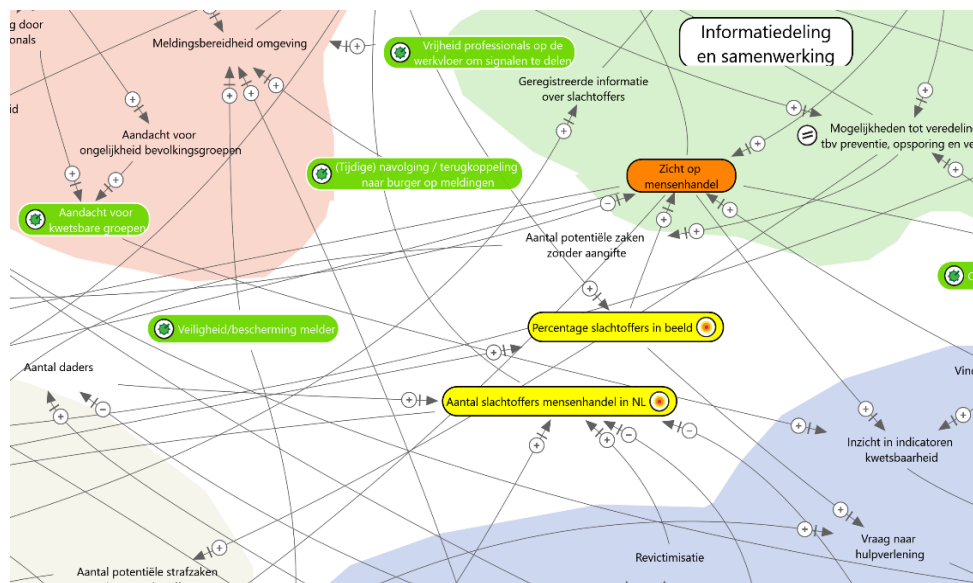 g door
onals
Meldingsbereidheid omgeving
Vrijheid professionals op de
werkvloer om signalen te delen
Informatiedeling
en samenwerking
Geregistreerde informatie
over slachtoffers
id
Aandacht voor
ongelijkheid bevolkingsgroepen
Mogelijkheden tot veredeling
tbv preventie, opsporing en ve
(Tijdige) navolging / terugkoppeling
naar burger op meldingen
Zicht op
mensenhandel
Aandacht voor
kwetsbare groepen
Aantal potentiële zaken
zonder aangifte
Veiligheid/bescherming melder
Percentage slachtoffers in beeld
Aantal daders
Vind
Aantal slachtoffers mensenhandel in NL
Inzicht in indicatoren
kwetsbaarheid
Vraag naar
hulpverlening
Revictimisatie
Aantal potentiële strafzaken